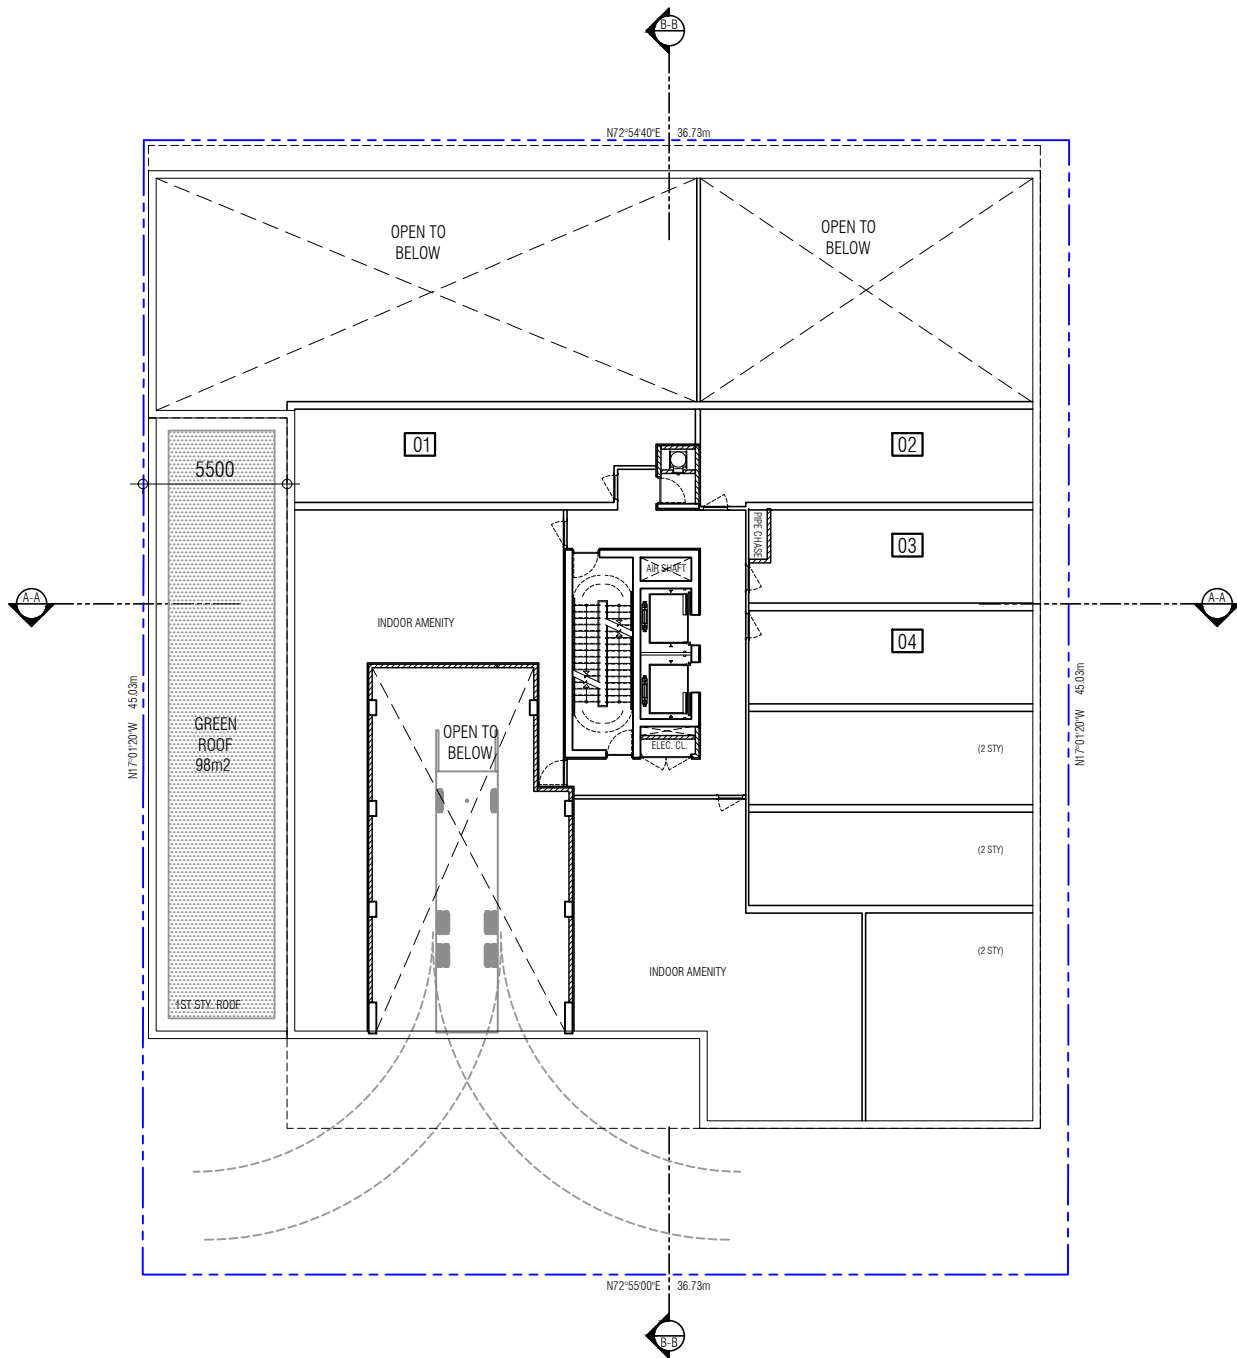 B-B
N72°54'40"E 36.73m
OPEN TO
BELOW
OPEN TO
BELOW
01
02
5500
PIPE CHASE
03
AIR SHAFT
A-A
A-A
INDOOR AMENITY
04
N17°01'20"W 45.03m
N17°01'20"W 45.03m
GREEN
ROOF
98m2
OPEN TO
BELOW
ELEC. CL.
(2 STY)
(2 STY)
(2 STY)
INDOOR AMENITY
1ST STY. ROOF
N72°55'00"E 36.73m
B-B